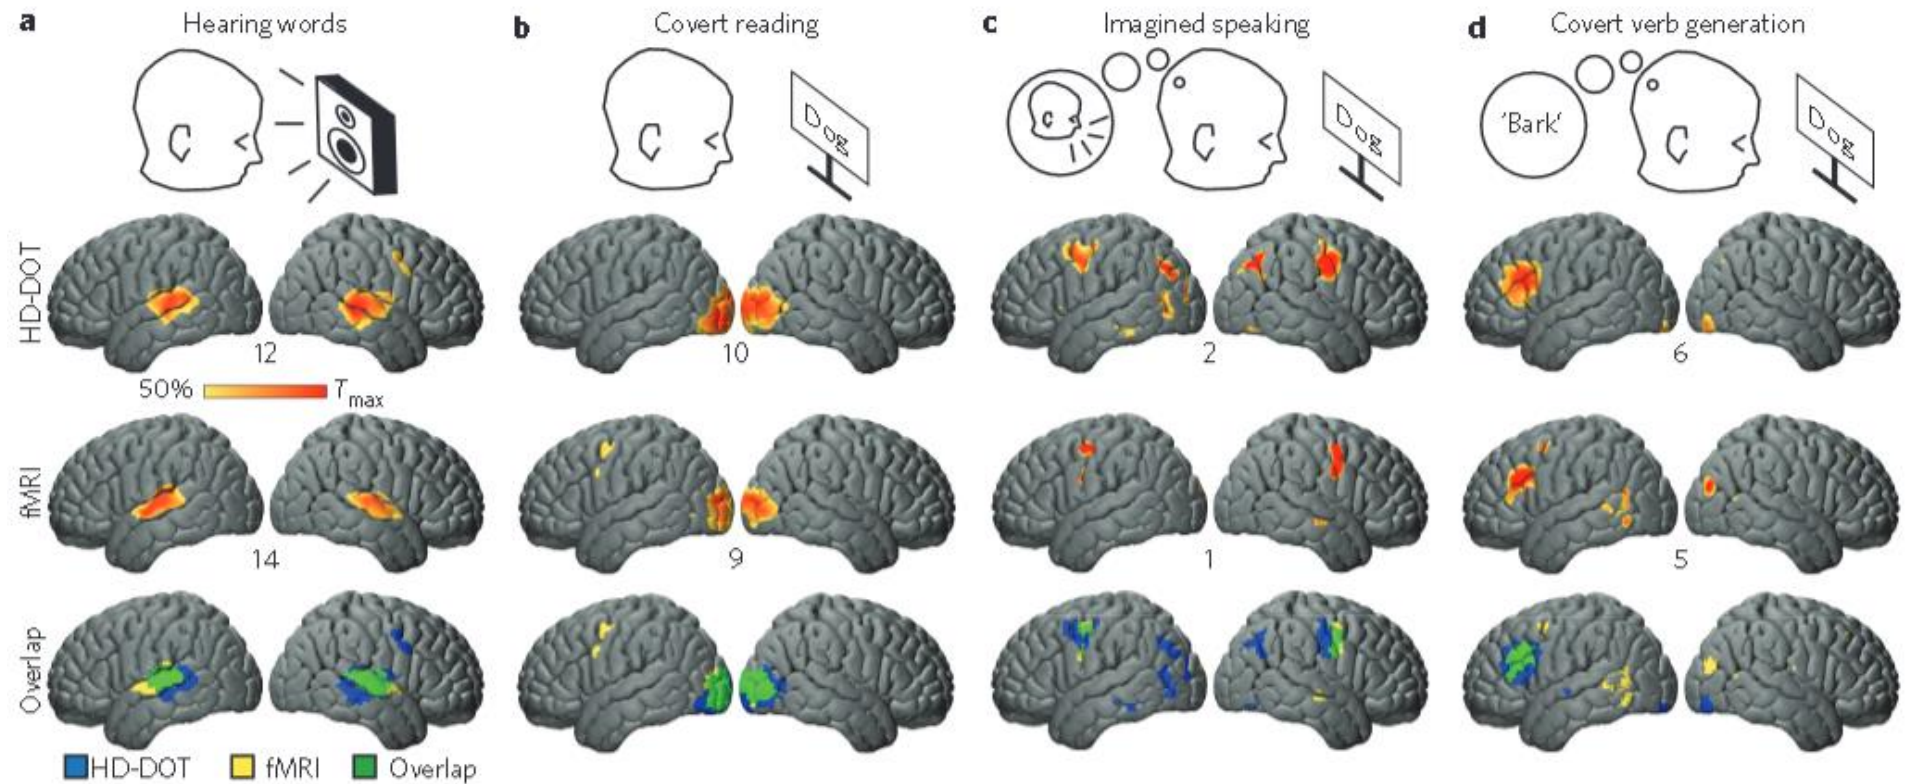 a Hearing words
b Covert reading
c Imagined speaking
d Covert verb generation
Dog
Dog
'Bark'
Dog
HD-DOT
12
10
2
6
50% Tmax
fMRI
14
9
1
5
Overlap
HD-DOT fMRI Overlap